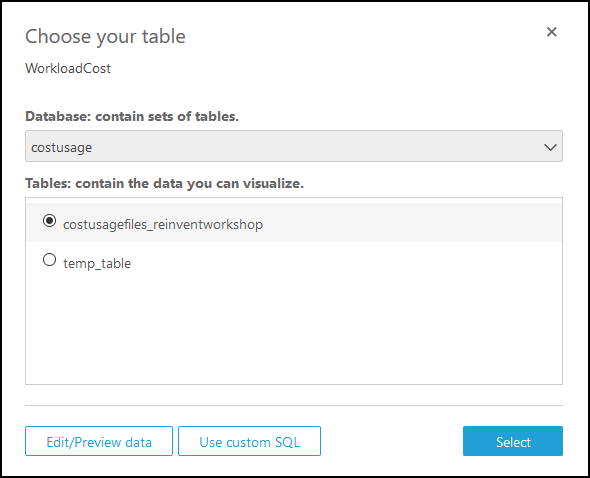 Choose your table
WorkloadCost
Database: contain sets of tables.
costusage
Tables: contain the data you can visualize.
costusagefiles_reinventworkshop
temp_table
Edit/Preview data
Use custom SQL
Select